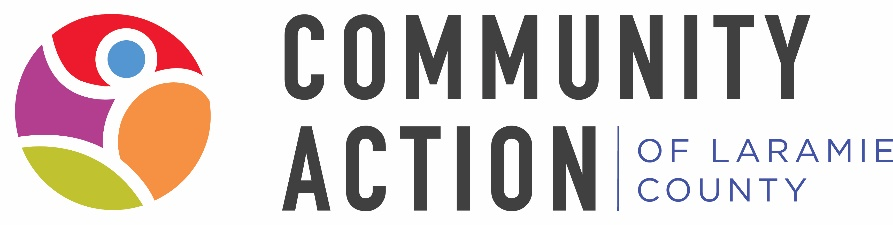 COMMUNITY
ACTION
OF LARAMIE
COUNTY